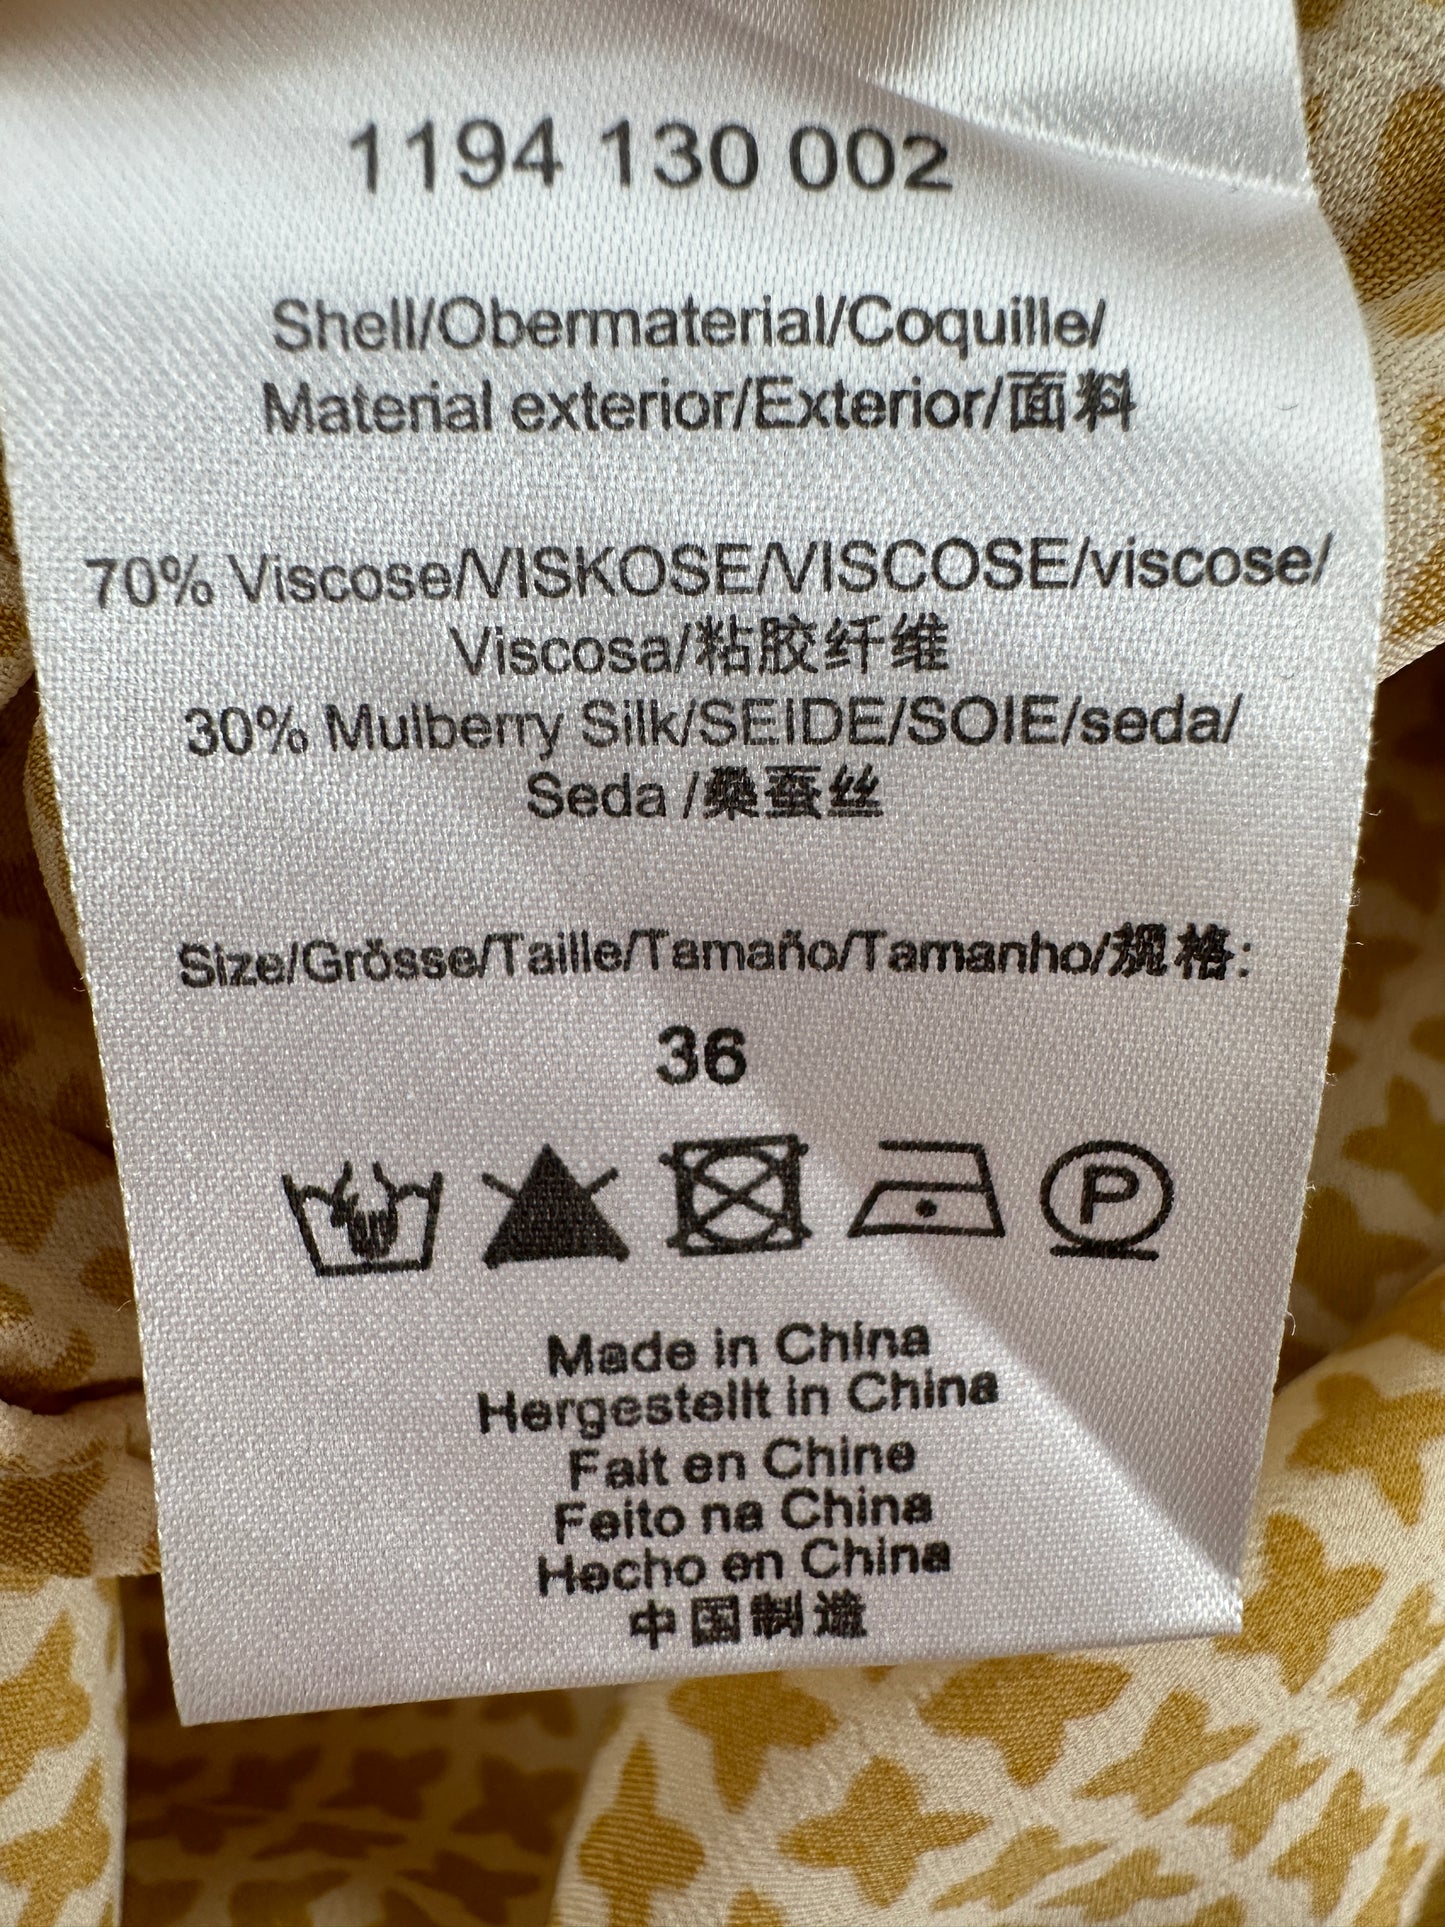 1194 130 002
Shell/Obermaterial/Coquille/
Material exterior/Exterior/面料
70% Viscose/VISKOSE/VISCOSE/viscose/
Viscosa/粘胶纤维
30% Mulberry Silk/SEIDE/SOIE/seda/
Seda /桑蚕丝
Size/Grösse/Taille/Tamaño/Tamanho/规格:
36
P
Made in China
Hergestellt in China
Fait en Chine
Feito na China
Hecho en China
中国制造